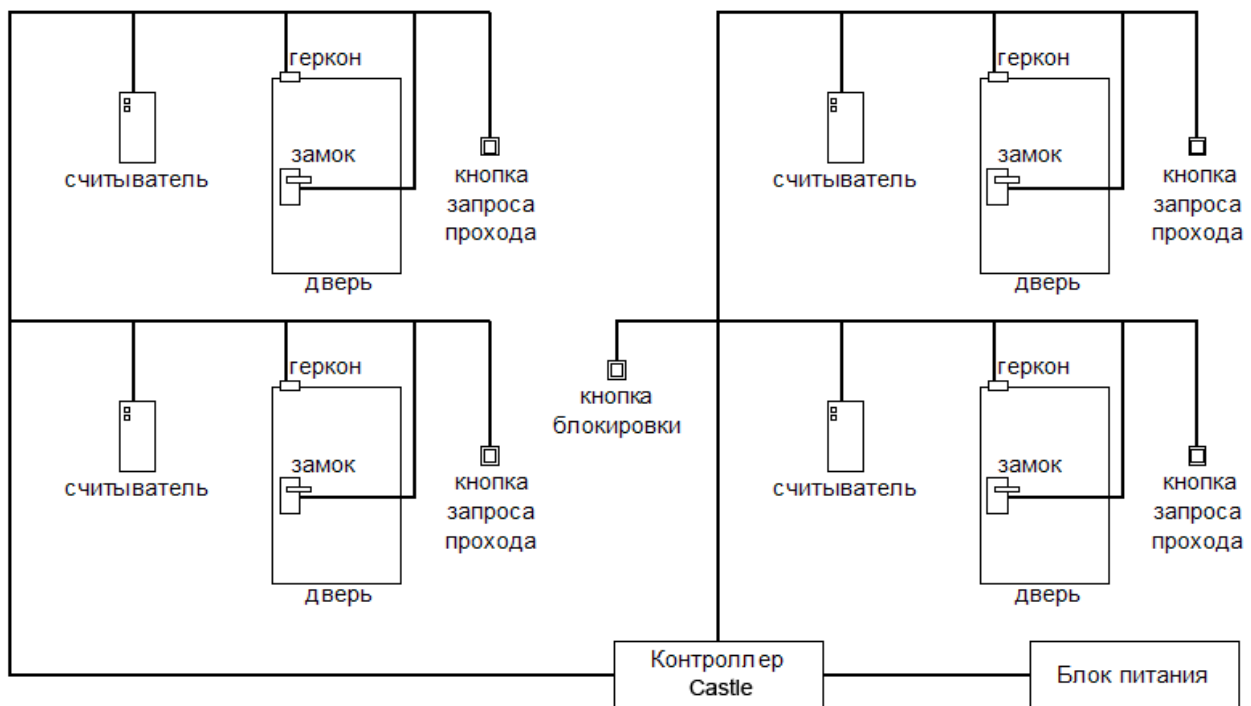 геркон
замок
считыватель
кнопка
запроса
прохода
дверь
геркон
замок
считыватель
кнопка
запроса
прохода
дверь
геркон
замок
считыватель
кнопка
запроса
прохода
дверь
кнопка
блокировки
геркон
замок
считыватель
кнопка
запроса
прохода
дверь
Контроллер
Castle
Блок питания